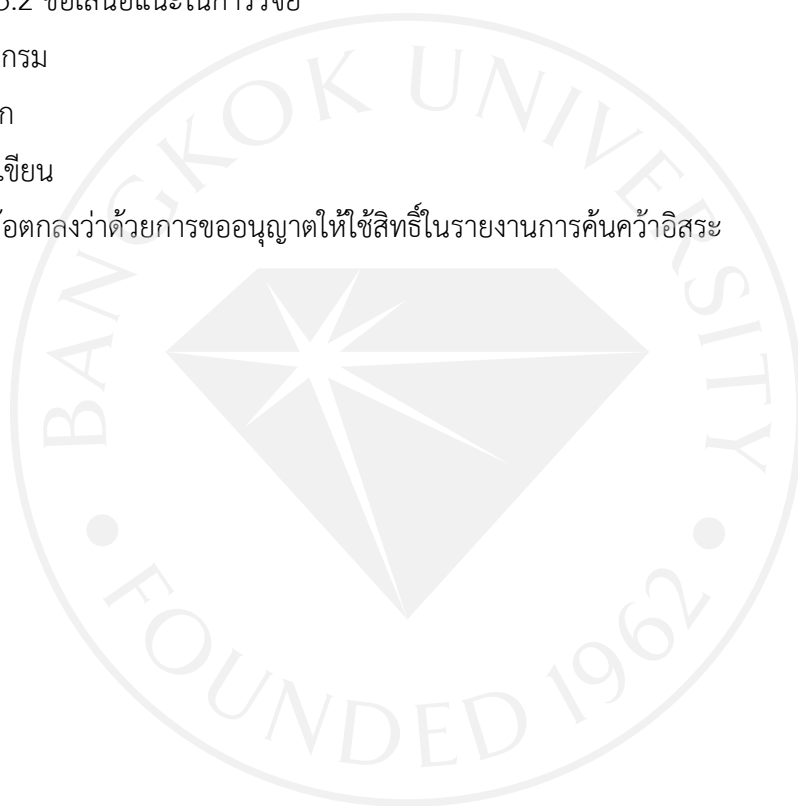 5.2 ข้อเสนอแนะในการวิจัย
กรม
ก
เขียน
ข้อตกลงว่าด้วยการขออนุญาตให้ใช้สิทธิ์ในรายงานการค้นคว้าอิสระ
BANGKOK UNIVERSITY
FOUNDED 1962